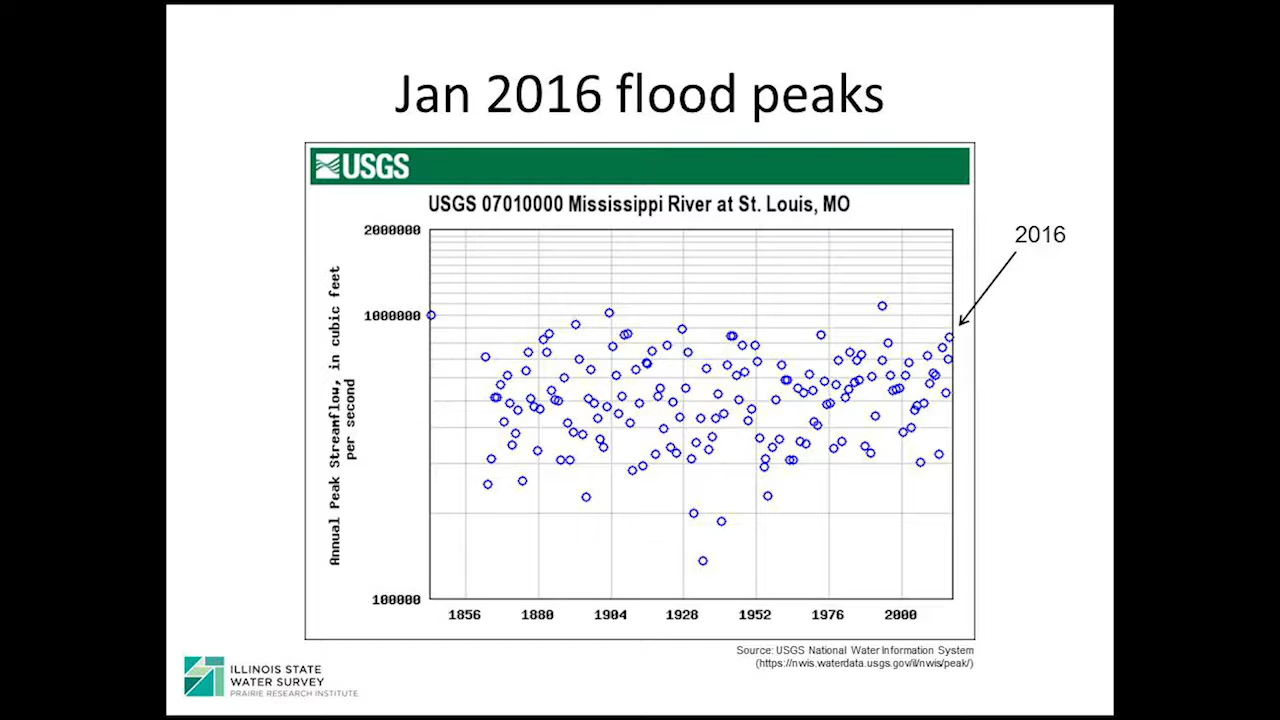 Jan 2016 flood peaks
USGS
USGS 07010000 Mississippi River at St. Louis, MO
2016
2000000
1000000
100000
Annual Peak Streamflow, in cubic feet
per second
1856 1880 1904 1928 1952 1976 2000
Source: USGS National Water Information System
(https://nwis.waterdata.usgs.gov/il/nwis/peak/)
ILLINOIS STATE
WATER SURVEY
PRAIRIE RESEARCH INSTITUTE